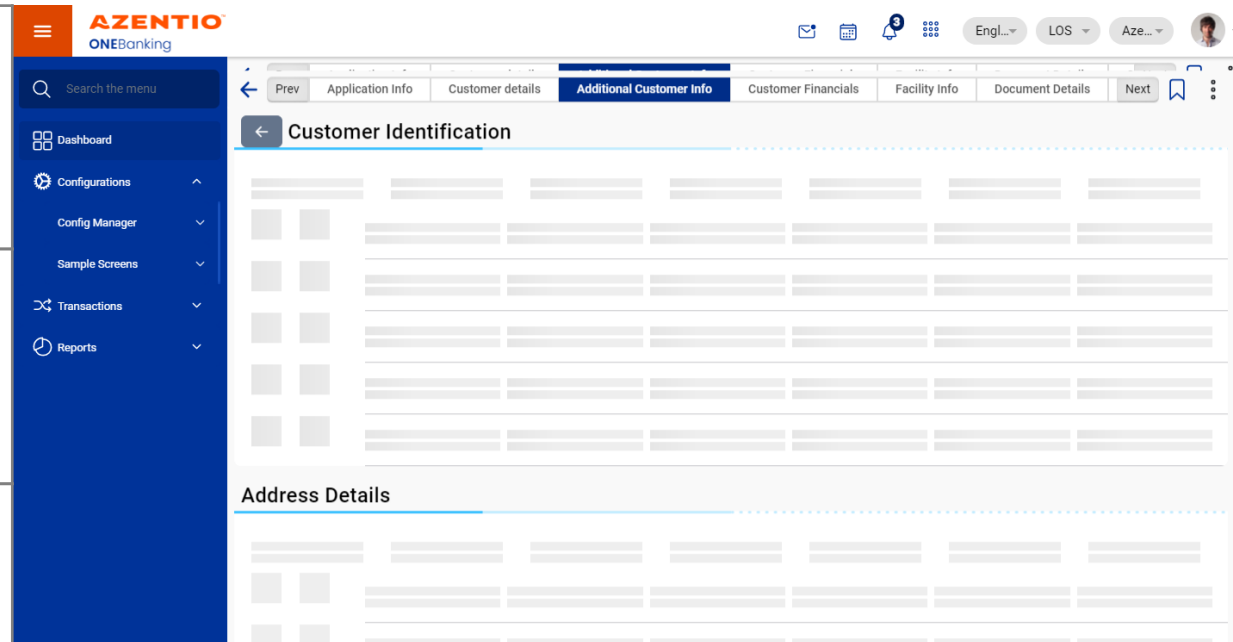 AZENTIO
ONEBanking
3
Engl...
LOS
Aze...
Search the menu
Dashboard
Configurations
Config Manager
Sample Screens
Transactions
Reports
Prev
Application Info
Customer details
Additional Customer Info
Customer Financials
Facility Info
Document Details
Next
Customer Identification
Address Details